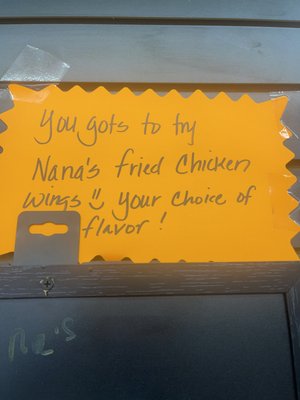 You gots to try
Nana's fried Chicken
wings your choice of
flavor!